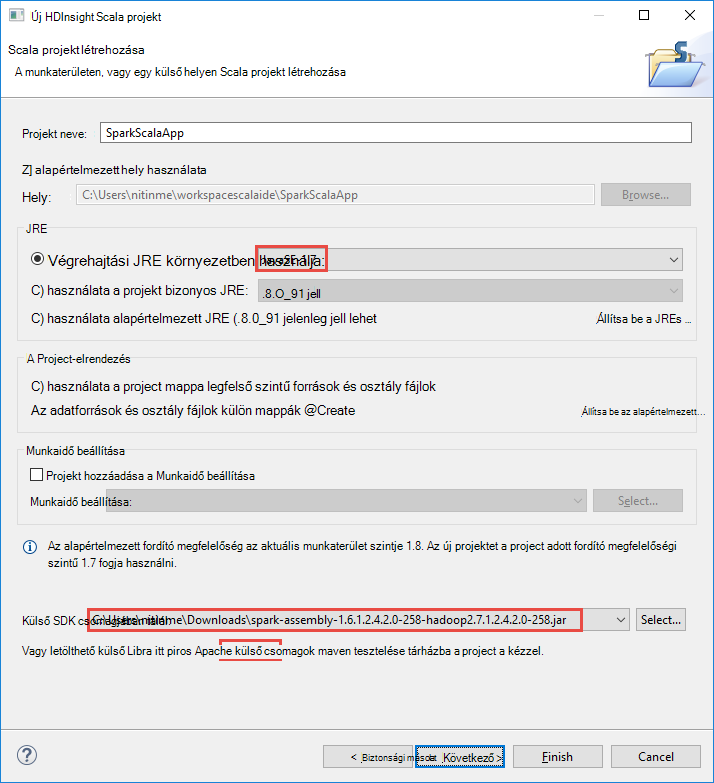 Új HDInsight Scala projekt
Scala projekt létrehozása
A munkaterületen, vagy egy külső helyen Scala projekt létrehozása
Projekt neve: SparkScalaApp
Z] alapértelmezett hely használata
Hely: C:\Users\nitinme\workspacescalaide\SparkScalaApp Browse...
JRE
Végrehajtási JRE környezetben használja:
C) használata a projekt bizonyos JRE: .8.O_91 jell
C) használata alapértelmezett JRE (.8.0_91 jelenleg jell lehet Állítsa be a JREs ...
A Project-elrendezés
C) használata a project mappa legfelső szintű források és osztály fájlok
Az adatforrások és osztály fájlok külön mappák @Create Állítsa be az alapértelmezett...
Munkaidő beállítása
Projekt hozzáadása a Munkaidő beállítása
Munkaidő beállítása: Select...
Az alapértelmezett fordító megfelelőség az aktuális munkaterület szintje 1.8. Az új projektet a project adott fordító megfelelőségi
szintű 1.7 fogja használni.
Külső SDK C:\Users\nitinme\Downloads\spark-assembly-1.6.1.2.4.2.0-258-hadoop2.7.1.2.4.2.0-258.jar Select...
Vagy letölthető külső Libra itt piros Apache külső csomagok maven tesztelése tárházba a project a kézzel.
? < Biztonsági Következő > Finish Cancel